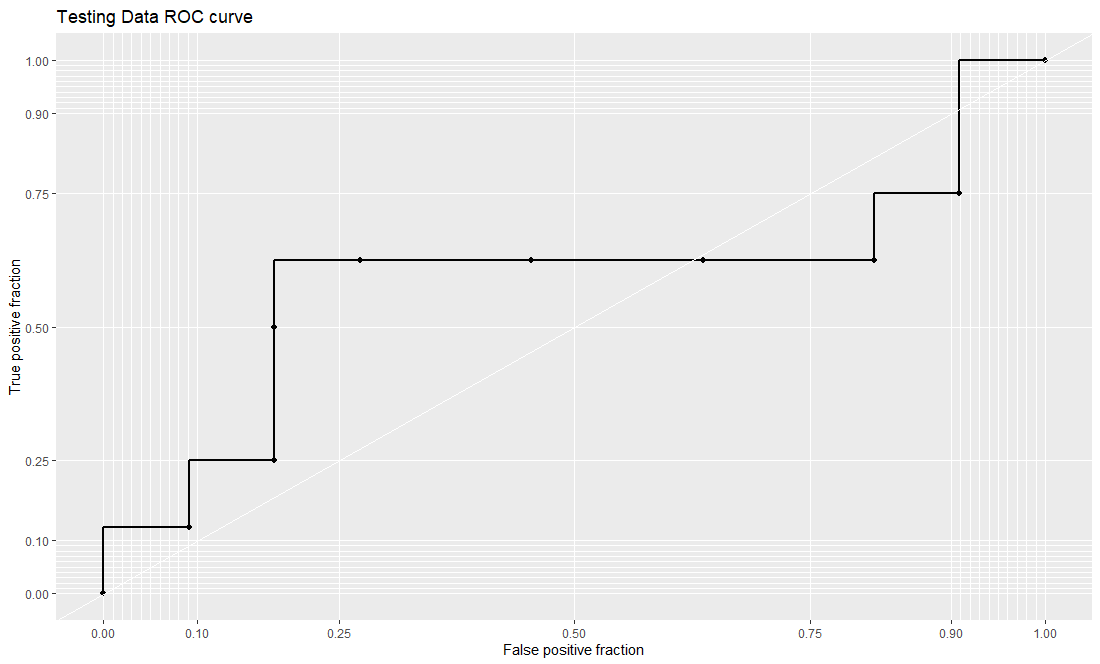 Testing Data ROC curve
1.00
0.90
0.75
0.50
0.25
0.10
0.00
True positive fraction
0.00 0.10 0.25 0.50 0.75 0.90 1.00
False positive fraction